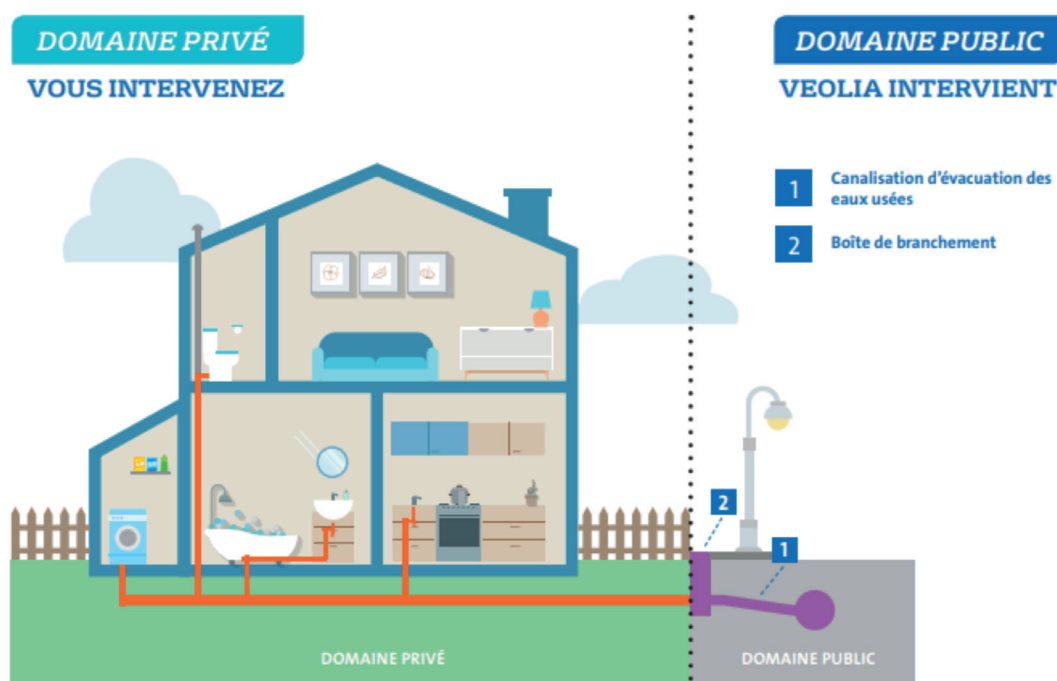 DOMAINE PRIVÉ
VOUS INTERVENEZ
DOMAINE PUBLIC
VEOLIA INTERVIENT
1 Canalisation d'évacuation des
eaux usées
2 Boîte de branchement
2
1
DOMAINE PRIVÉ
DOMAINE PUBLIC